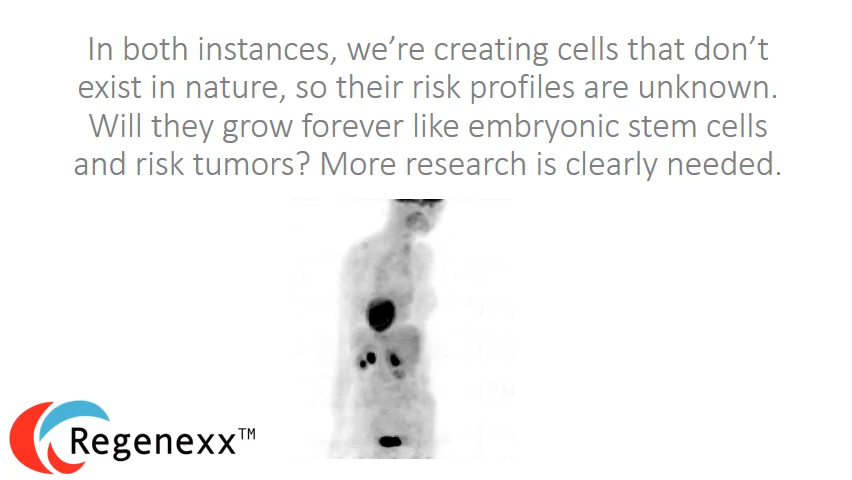 In both instances, we’re creating cells that don’t
exist in nature, so their risk profiles are unknown.
Will they grow forever like embryonic stem cells
and risk tumors? More research is clearly needed.
Regenexx™